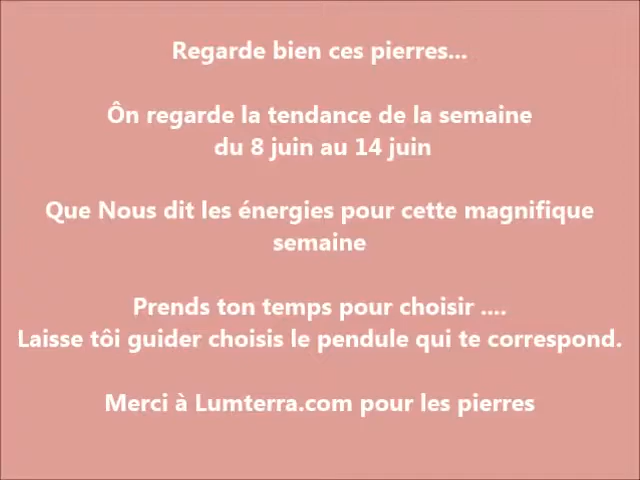 Regarde bien ces pierres...
Ôn regarde la tendance de la semaine
du 8 juin au 14 juin
Que Nous dit les énergies pour cette magnifique
semaine
Prends ton temps pour choisir ....
Laisse tôi guider choisis le pendule qui te correspond.
Merci à Lumterra.com pour les pierres